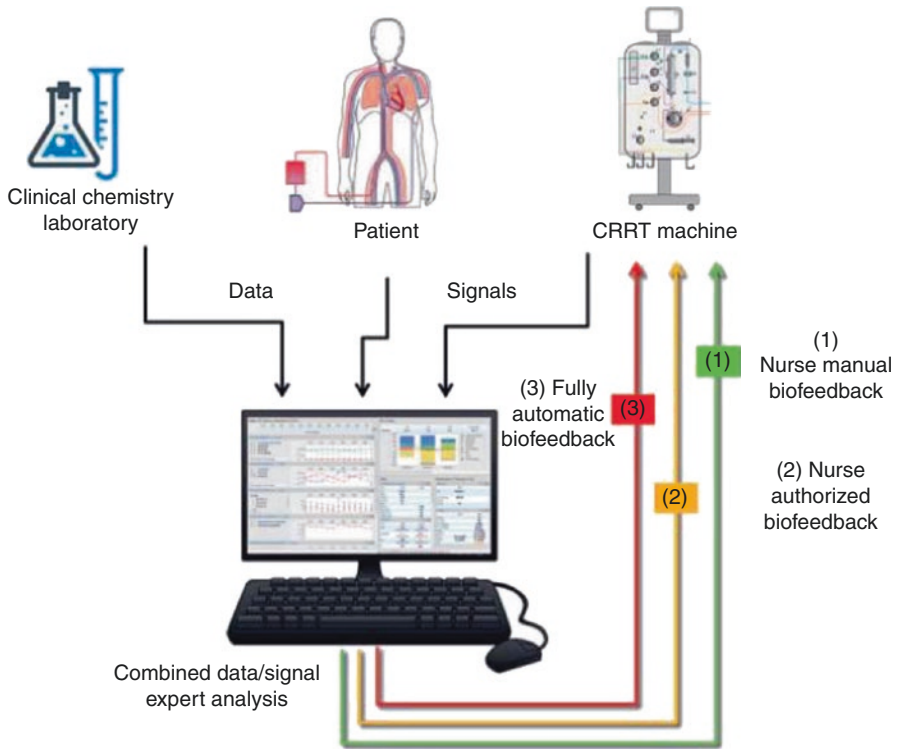 Clinical chemistry
laboratory
Patient
CRRT machine
Data
Signals
(1)
(1)
Nurse manual
biofeedback
(3) Fully
automatic
biofeedback
(3)
(2)
(2) Nurse
authorized
biofeedback
Combined data/signal
expert analysis